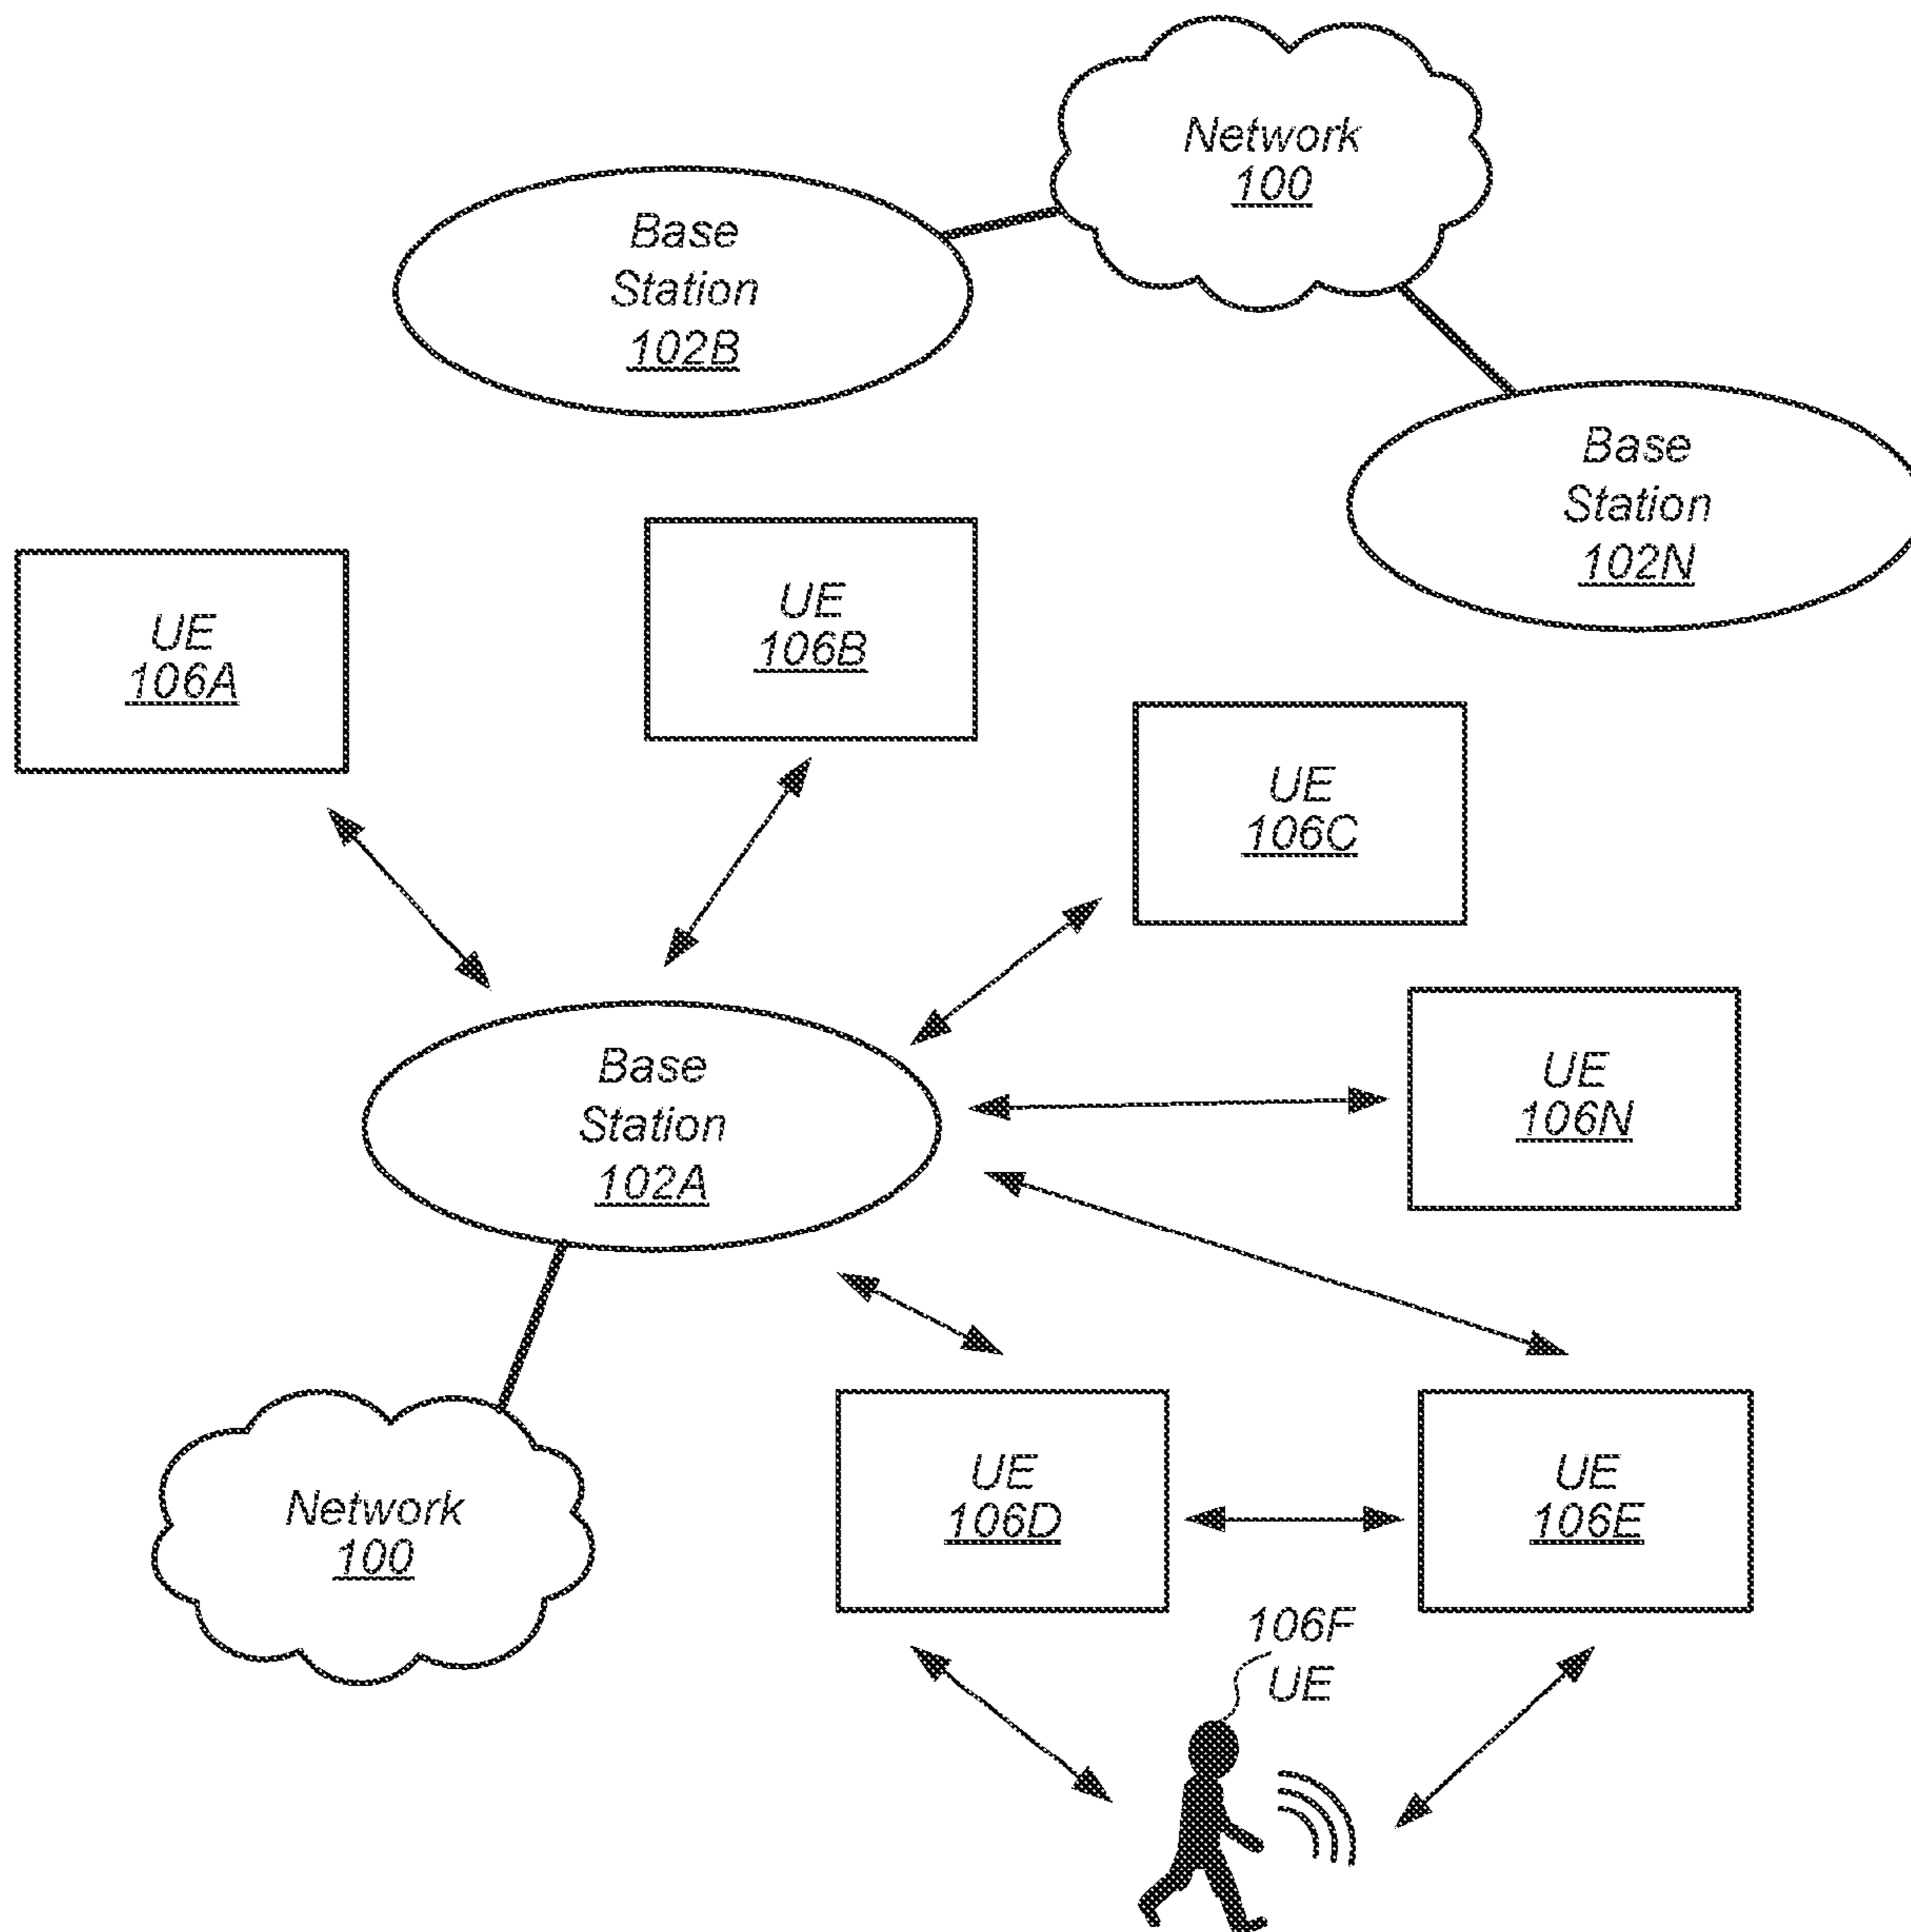 Network
100
Base
Station
102B
Base
Station
102N
UE
106A
UE
106B
UE
106C
Base
Station
102A
UE
106N
Network
100
UE
106D
UE
106E
106F
UE